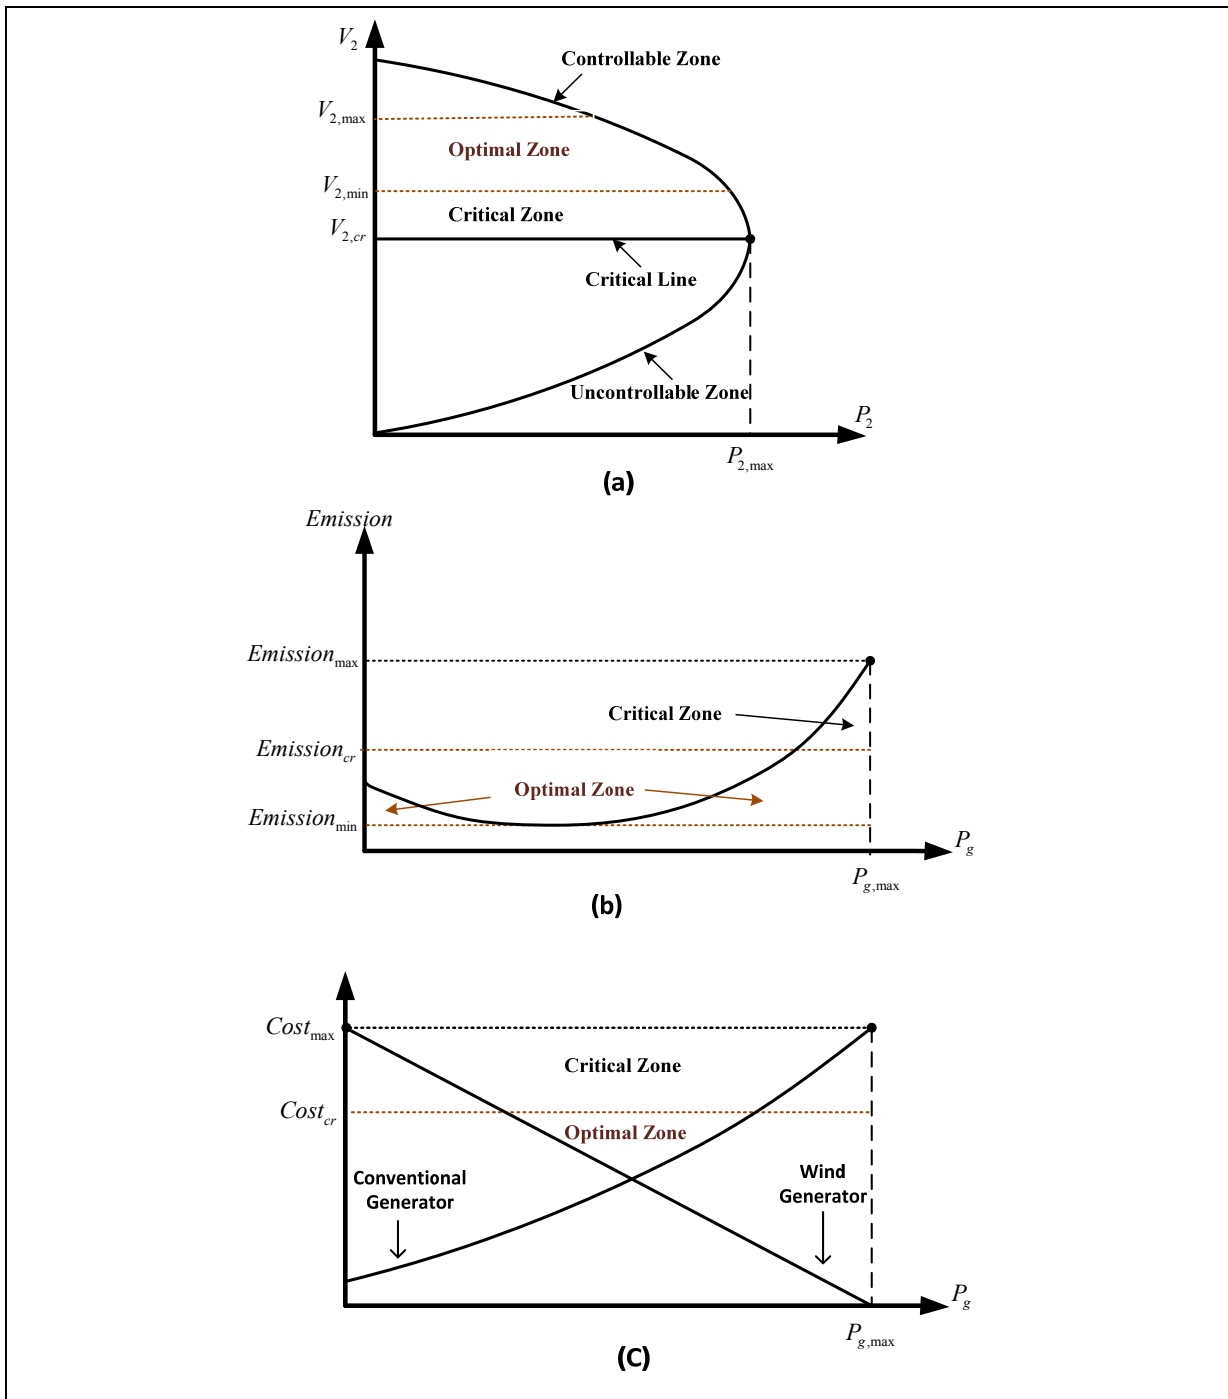 V2
Controllable Zone
V2,max
Optimal Zone
V2,min
Critical Zone
V2,cr
Critical Line
Uncontrollable Zone
P2
P2,max
(a)
Emission
Emissionmax
Critical Zone
Emissioncr
Optimal Zone
Emissionmin
Pg
Pg,max
(b)
Costmax
Critical Zone
Costcr
Optimal Zone
Conventional
Generator
Wind
Generator
Pg
Pg,max
(C)